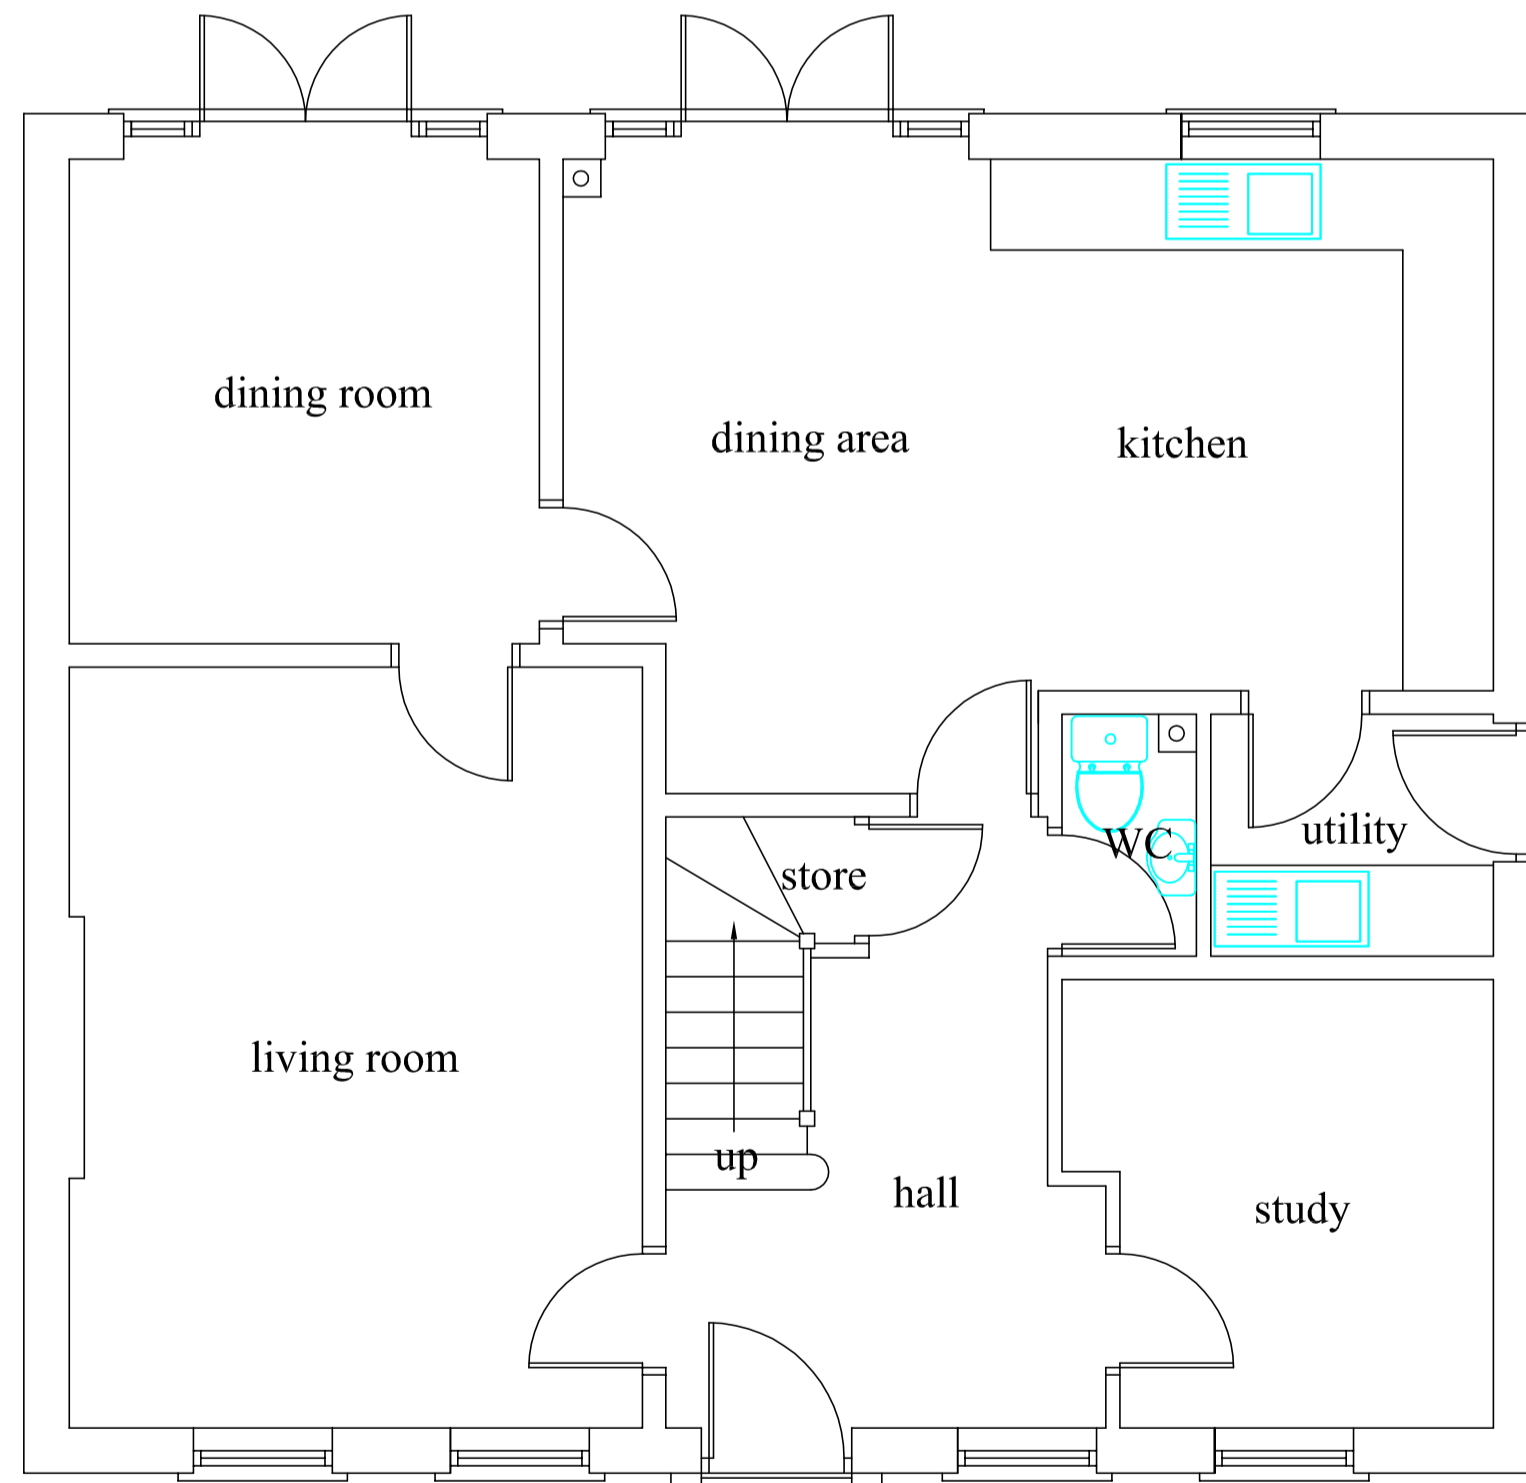 dining room
dining area
kitchen
utility
WC
store
living room
up
hall
study